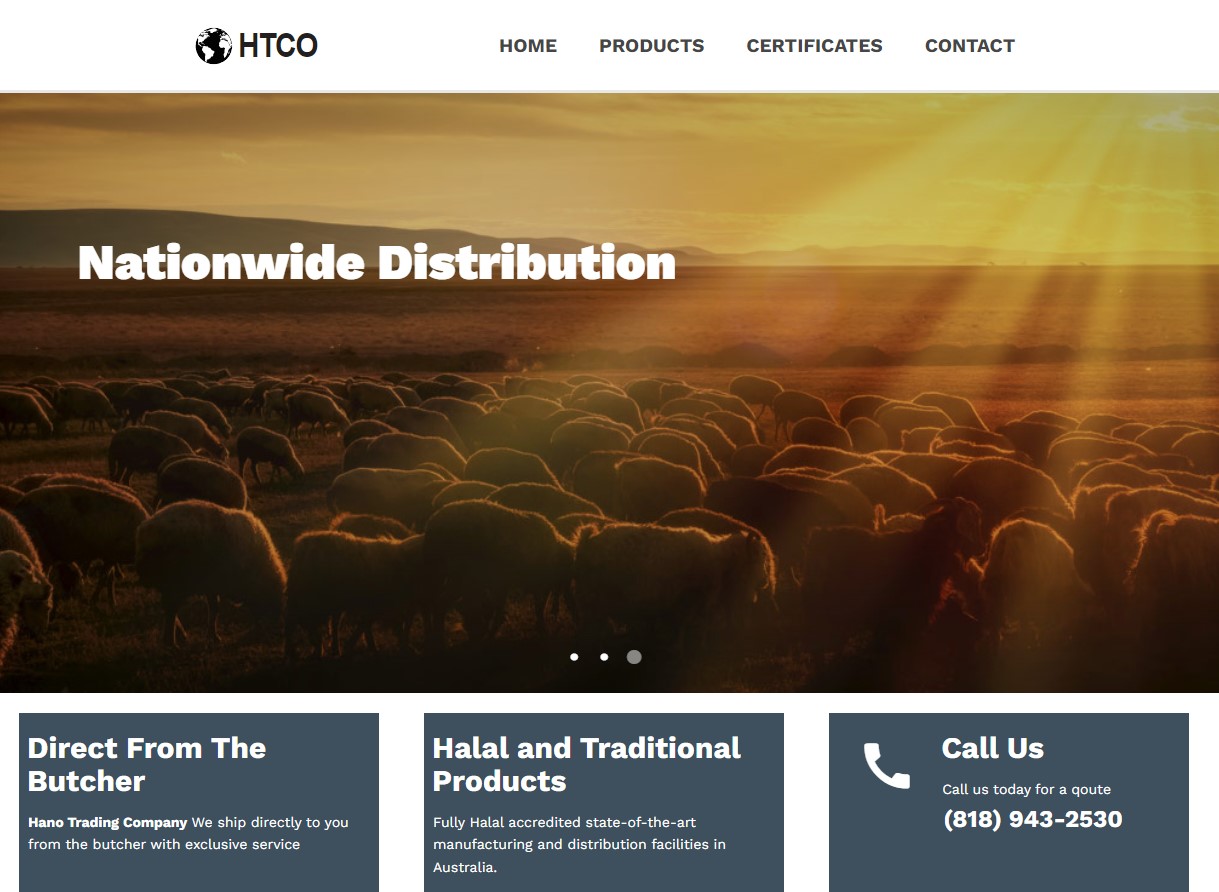 HTCO
HOME PRODUCTS CERTIFICATES CONTACT
Nationwide Distribution
Direct From The
Butcher
Hano Trading Company We ship directly to you
from the butcher with exclusive service
Halal and Traditional
Products
Fully Halal accredited state-of-the-art
manufacturing and distribution facilities in
Australia.
Call Us
Call us today for a qoute
(818) 943-2530